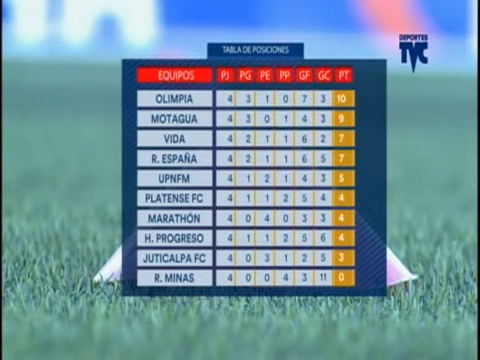 DEPORTES
TVC
TABLA DE POSICIONES
EQUIPOS PJ PG PE PP GF GC PT
OLIMPIA 4 3 1 0 7 3 10
MOTAGUA 4 3 0 1 4 3 9
VIDA 4 2 1 1 6 2 7
R. ESPAÑA 4 2 1 1 6 5 7
UPNFM 4 1 2 1 4 3 5
PLATENSE FC 4 1 1 2 5 4 4
MARATHÓN 4 0 4 0 3 3 4
H. PROGRESO 4 1 1 2 5 6 4
JUTICALPA FC 4 0 3 1 2 5 3
R. MINAS 4 0 0 4 3 11 0